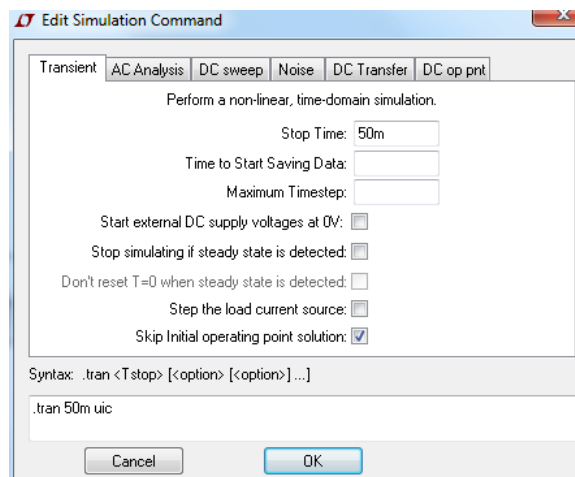 Edit Simulation Command
Transient AC Analysis DC sweep Noise DC Transfer DC op pnt
Perform a non-linear, time-domain simulation.
Stop Time: 50m
Time to Start Saving Data:
Maximum Timestep:
Start external DC supply voltages at 0V:
Stop simulating if steady state is detected:
Don't reset T=0 when steady state is detected:
Step the load current source:
Skip Initial operating point solution:
Syntax: .tran <Tstop> [<option> [<option>] ...]
.tran 50m uic
Cancel OK